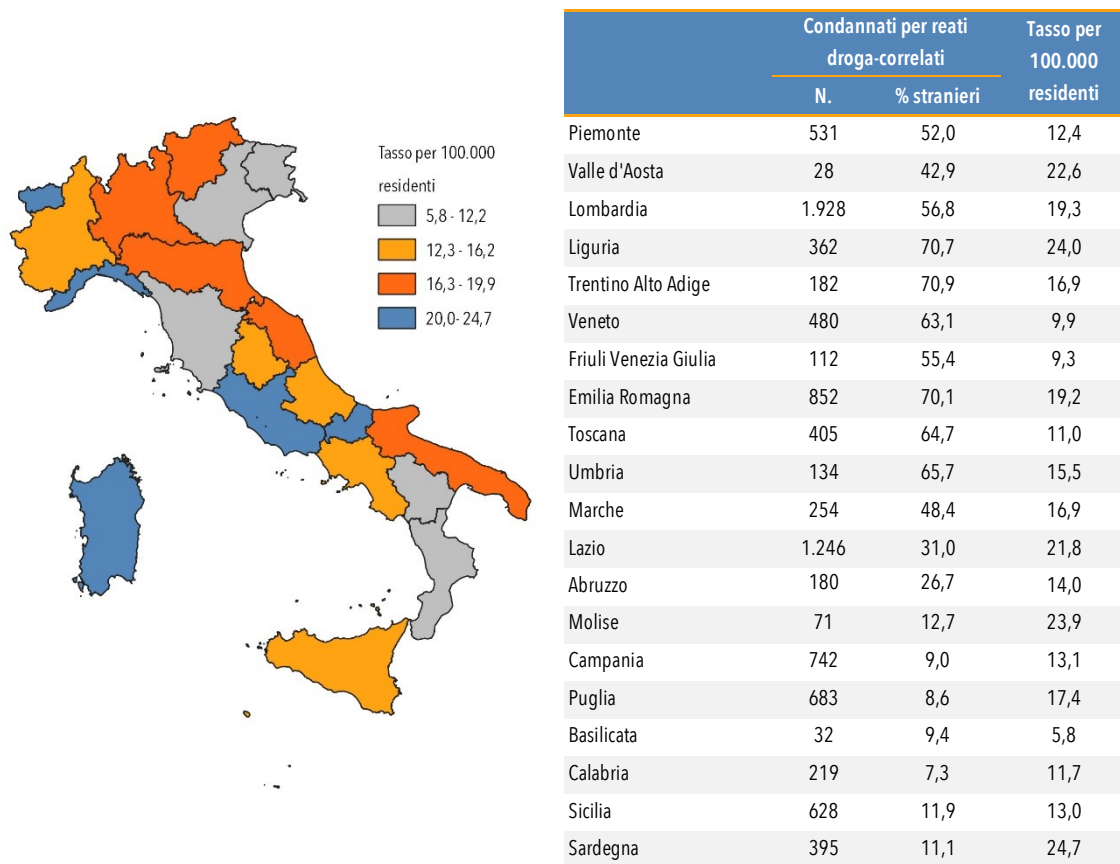 Tasso per 100.000
residenti
5,8 - 12,2
12,3 - 16,2
16,3 - 19,9
20,0- 24,7
Condannati per reati
droga-correlati
Tasso per
100.000
residenti
N. % stranieri
Piemonte 531 52,0 12,4
Valle d'Aosta 28 42,9 22,6
Lombardia 1.928 56,8 19,3
Liguria 362 70,7 24,0
Trentino Alto Adige 182 70,9 16,9
Veneto 480 63,1 9,9
Friuli Venezia Giulia 112 55,4 9,3
Emilia Romagna 852 70,1 19,2
Toscana 405 64,7 11,0
Umbria 134 65,7 15,5
Marche 254 48,4 16,9
Lazio 1.246 31,0 21,8
Abruzzo 180 26,7 14,0
Molise 71 12,7 23,9
Campania 742 9,0 13,1
Puglia 683 8,6 17,4
Basilicata 32 9,4 5,8
Calabria 219 7,3 11,7
Sicilia 628 11,9 13,0
Sardegna 395 11,1 24,7